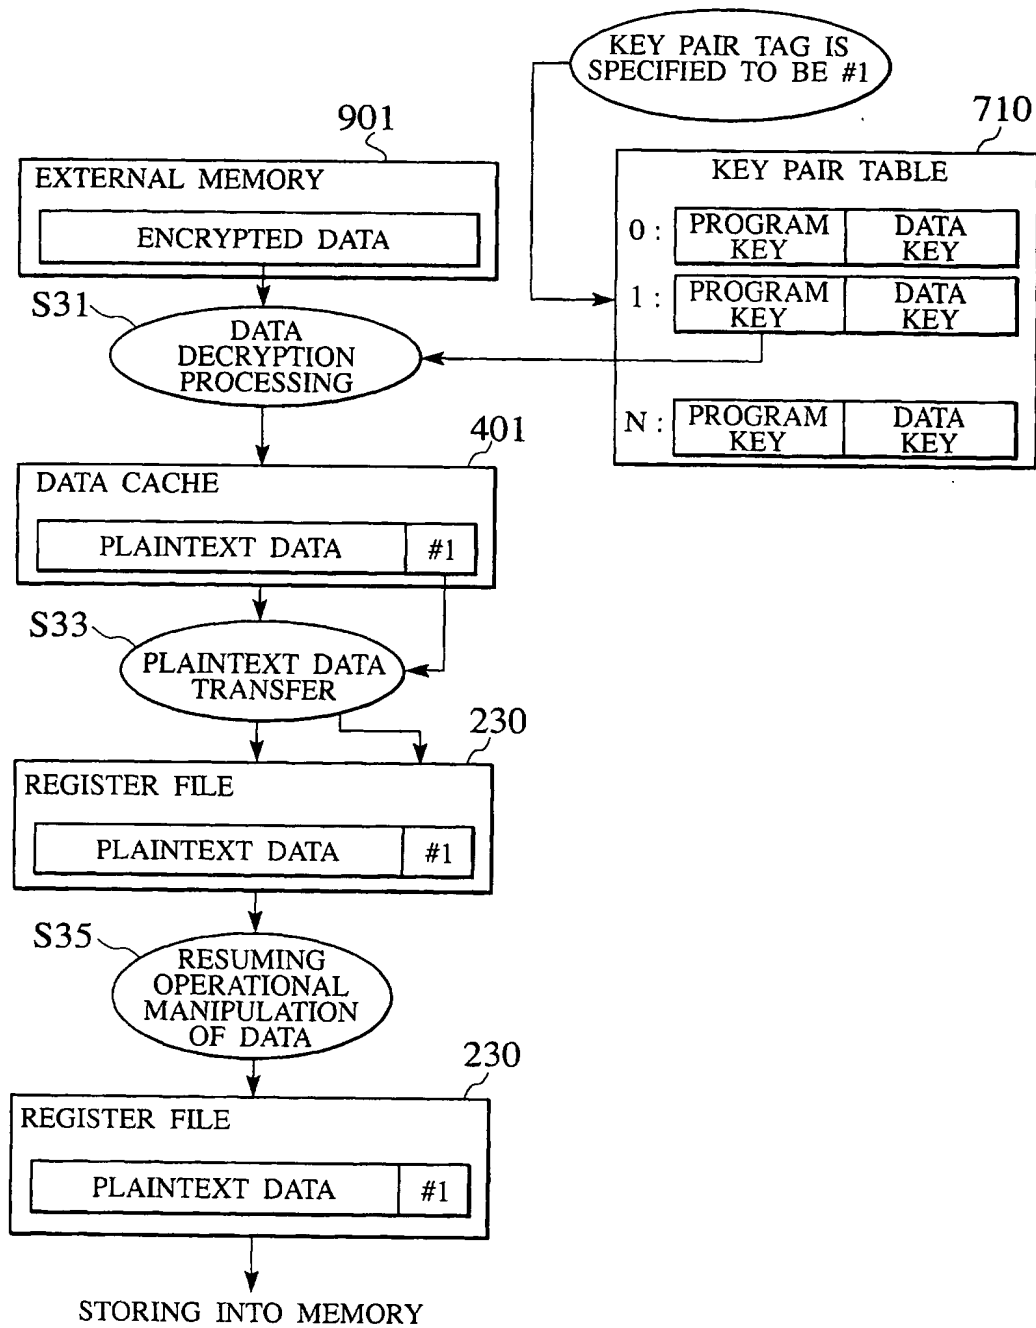 KEY PAIR TAG IS
SPECIFIED TO BE #1
901
710
EXTERNAL MEMORY
ENCRYPTED DATA
KEY PAIR TABLE
0 : PROGRAM KEY DATA KEY
1 : PROGRAM KEY DATA KEY
N : PROGRAM KEY DATA KEY
S31
DATA
DECRYPTION
PROCESSING
401
DATA CACHE
PLAINTEXT DATA #1
S33
PLAINTEXT DATA
TRANSFER
230
REGISTER FILE
PLAINTEXT DATA #1
S35
RESUMING
OPERATIONAL
MANIPULATION
OF DATA
230
REGISTER FILE
PLAINTEXT DATA #1
STORING INTO MEMORY